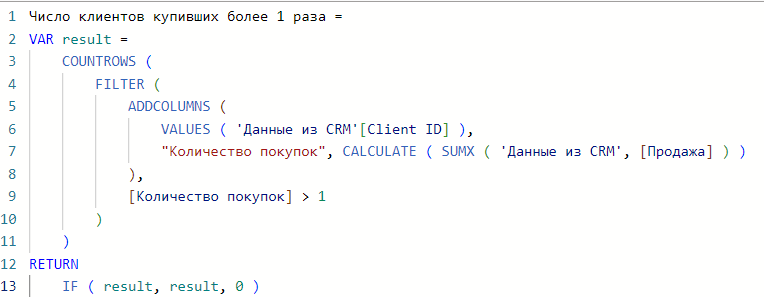 1 Число клиентов купивших более 1 раза =
2 VAR result =
3 COUNTROWS (
4 FILTER (
5 ADDCOLUMNS (
6 VALUES ( 'Данные из CRM'[Client ID] ),
7 "Количество покупок", CALCULATE ( SUMX ( 'Данные из CRM', [Продажа] ) )
8 ),
9 [Количество покупок] > 1
10 )
11 )
12 RETURN
13 IF ( result, result, 0 )